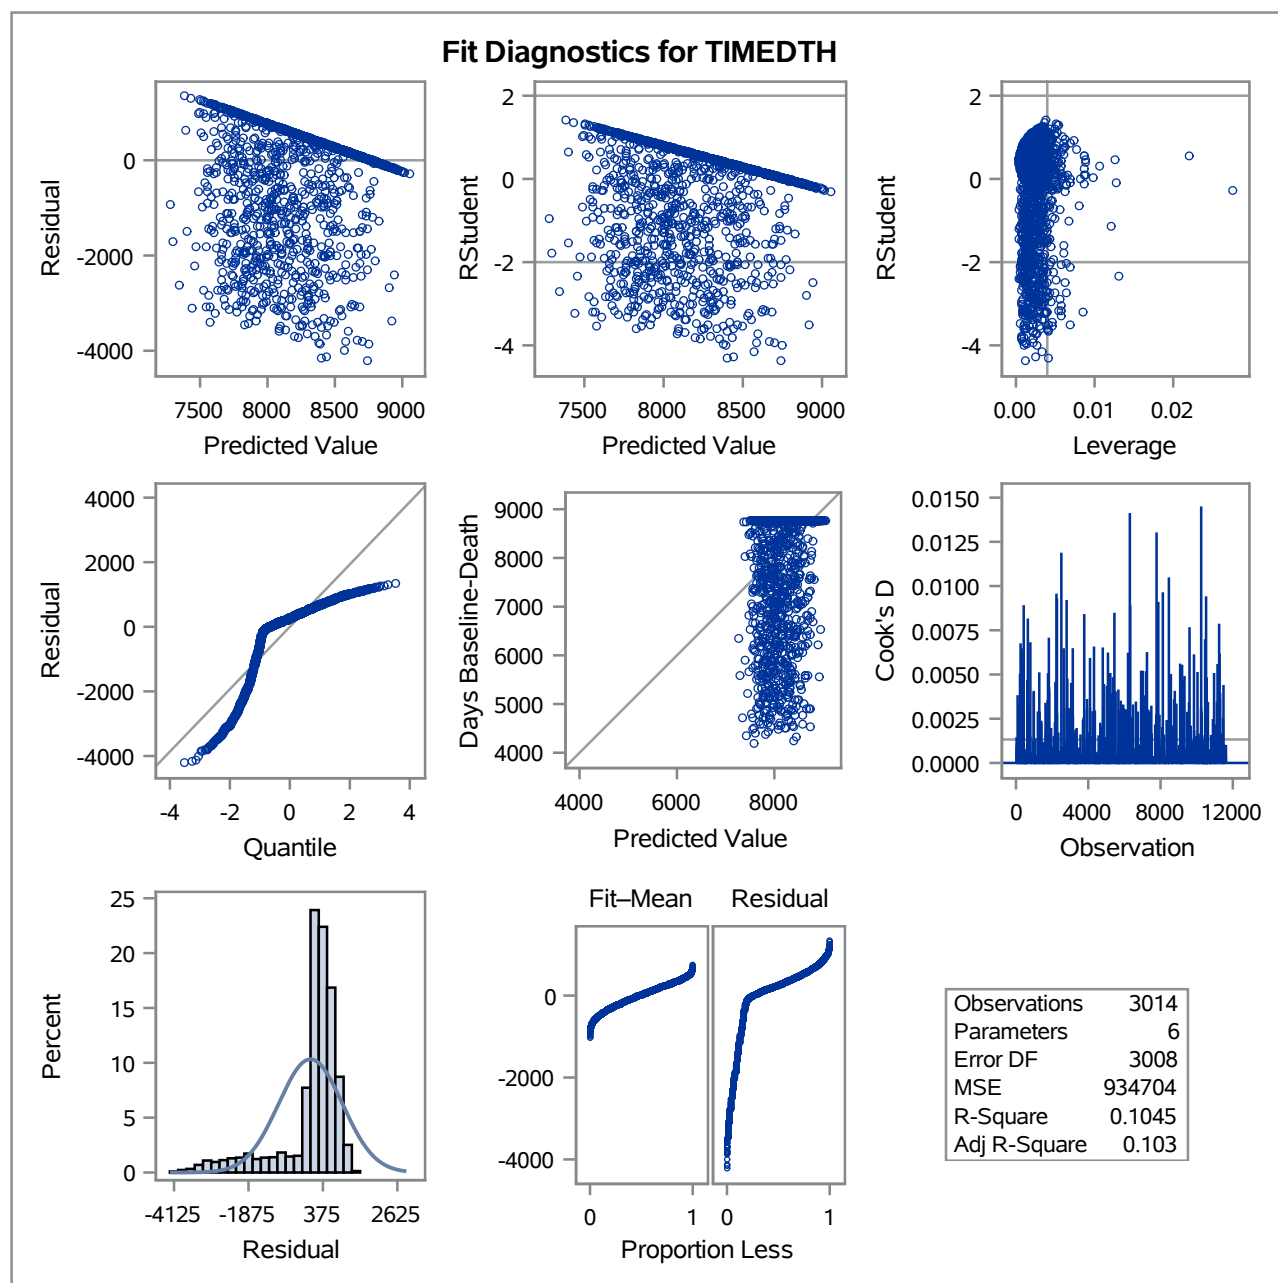 Fit Diagnostics for TIMEDTH
Residual
0
-2000
-4000
7500 8000 8500 9000
Predicted Value
RStudent
2
0
-2
-4
7500 8000 8500 9000
Predicted Value
RStudent
2
0
-2
-4
0.00 0.01 0.02
Leverage
Residual
4000
2000
0
-2000
-4000
-4 -2 0 2 4
Quantile
Days Baseline-Death
9000
8000
7000
6000
5000
4000
4000 6000 8000
Predicted Value
Cook's D
0.0150
0.0125
0.0100
0.0075
0.0050
0.0025
0.0000
0 4000 8000 12000
Observation
Percent
25
20
15
10
5
0
-4125 -1875 375 2625
Residual
Fit–Mean Residual
0
-2000
-4000
0 1 0 1
Proportion Less
Observations 3014
Parameters 6
Error DF 3008
MSE 934704
R-Square 0.1045
Adj R-Square 0.103